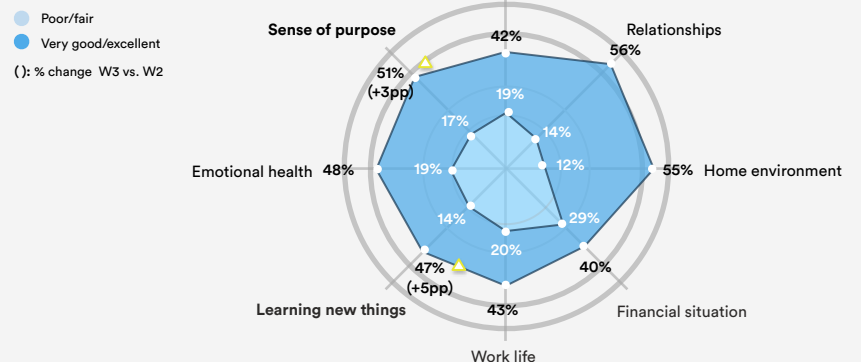 Poor/fair
Very good/excellent
( ): % change W3 vs. W2
Sense of purpose
Relationships
42%
56%
51%
(+3pp)
19%
17%
14%
Emotional health
48%
19%
12%
55%
Home environment
14%
29%
20%
47%
(+5pp)
40%
Learning new things
43%
Financial situation
Work life